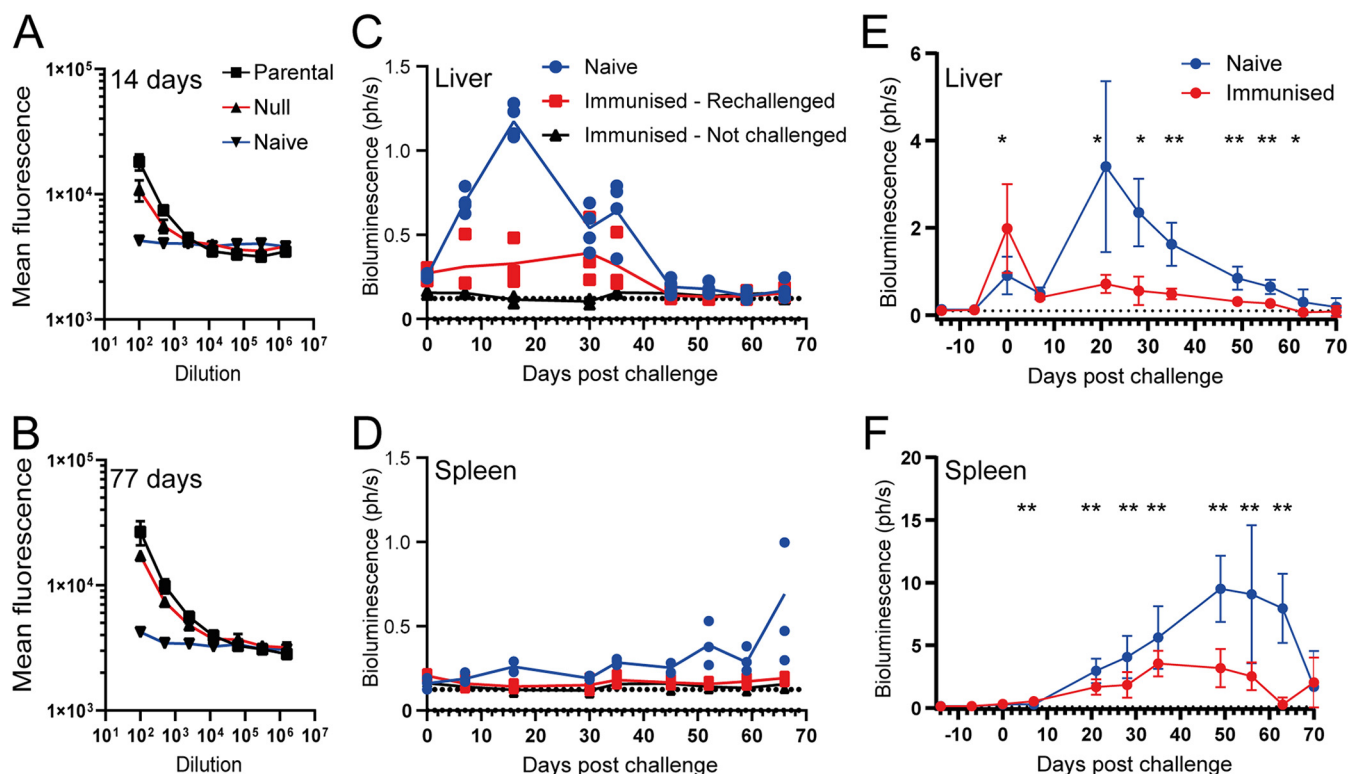 A
14 days
Parental
Null
Naive
Mean fluorescence
1×10⁵
1×10⁴
1×10³
10¹ 10² 10³ 10⁴ 10⁵ 10⁶ 10⁷
Dilution
C
Liver
Naive
Immunised - Rechallenged
Immunised - Not challenged
Bioluminescence (ph/s)
1.5
1.0
0.5
0
0 10 20 30 40 50 60 70
Days post challenge
E
Liver
Naive
Immunised
Bioluminescence (ph/s)
6
4
2
0
* * * ** ** ** *
-10 0 10 20 30 40 50 60 70
Days post challenge
B
77 days
Mean fluorescence
1×10⁵
1×10⁴
1×10³
10¹ 10² 10³ 10⁴ 10⁵ 10⁶ 10⁷
Dilution
D
Spleen
Bioluminescence (ph/s)
1.5
1.0
0.5
0
0 10 20 30 40 50 60 70
Days post challenge
F
Spleen
Bioluminescence (ph/s)
20
15
10
5
0
** ** ** ** ** ** **
-10 0 10 20 30 40 50 60 70
Days post challenge